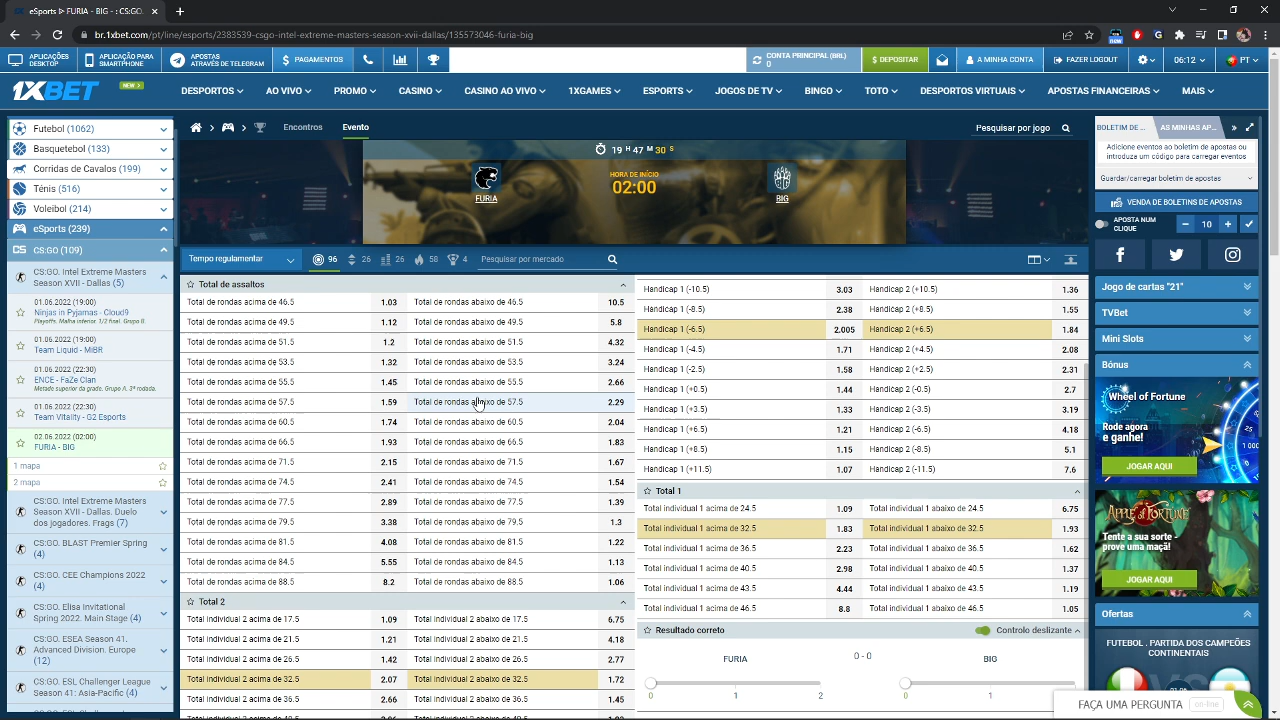 eSports ᐉ FURIA - BIG - : CS:GO
br.1xbet.com/pt/line/esports/2383539-csgo-intel-extreme-masters-season-xvii-dallas/135573046-furia-big
new
APLICAÇÕES DESKTOP
APLICAÇÃO PARA SMARTPHONE
APOSTAS ATRAVÉS DE TELEGRAM
$ PAGAMENTOS
CONTA PRINCIPAL (BRL)
0
$ DEPOSITAR
A MINHA CONTA
FAZER LOGOUT
06:12
PT
1XBET
NEW >
DESPORTOS
AO VIVO
PROMO
CASINO
CASINO AO VIVO
1XGAMES
ESPORTS
JOGOS DE TV
BINGO
TOTO
DESPORTOS VIRTUAIS
APOSTAS FINANCEIRAS
MAIS
Futebol (1062)
Basquetebol (133)
Corridas de Cavalos (199)
Ténis (516)
Voleibol (214)
eSports (239)
CS:GO (109)
CS:GO. Intel Extreme Masters
Season XVII - Dallas (5)
01.06.2022 (19:00)
Ninjas in Pyjamas - Cloud9
Playoffs. Malha inferior. 1/2 final. Grupo B.
01.06.2022 (19:00)
Team Liquid - MiBR
01.06.2022 (22:30)
ENCE - FaZe Clan
Metade superior da grade. Grupo A. 3ª rodada.
01.06.2022 (22:30)
Team Vitality - G2 Esports
02.06.2022 (02:00)
FURIA - BIG
1 mapa
2 mapa
CS:GO. Intel Extreme Masters
Season XVII - Dallas. Duelo
dos jogadores. Frags (7)
CS:GO. BLAST Premier Spring
(4)
CS:GO. CEE Champions 2022
(4)
CS:GO. Elisa Invitational
Spring 2022. Main Stage (4)
CS:GO. ESEA Season 41.
Advanced Division. Europe
(12)
CS:GO. ESL Challenger League
Season 41: Asia-Pacific (4)
Encontros
Evento
Pesquisar por jogo
19 H 47 M 30 S
FURIA
HORA DE INÍCIO
02:00
BIG
Tempo regulamentar
96
26
26
58
4
Pesquisar por mercado
Total de assaltos
Total de rondas acima de 46.5 1.03 Total de rondas abaixo de 46.5 10.5
Total de rondas acima de 49.5 1.12 Total de rondas abaixo de 49.5 5.8
Total de rondas acima de 51.5 1.2 Total de rondas abaixo de 51.5 4.32
Total de rondas acima de 53.5 1.32 Total de rondas abaixo de 53.5 3.24
Total de rondas acima de 55.5 1.45 Total de rondas abaixo de 55.5 2.66
Total de rondas acima de 57.5 1.59 Total de rondas abaixo de 57.5 2.29
Total de rondas acima de 60.5 1.74 Total de rondas abaixo de 60.5 2.04
Total de rondas acima de 66.5 1.93 Total de rondas abaixo de 66.5 1.83
Total de rondas acima de 71.5 2.15 Total de rondas abaixo de 71.5 1.67
Total de rondas acima de 74.5 2.41 Total de rondas abaixo de 74.5 1.54
Total de rondas acima de 77.5 2.89 Total de rondas abaixo de 77.5 1.39
Total de rondas acima de 79.5 3.38 Total de rondas abaixo de 79.5 1.3
Total de rondas acima de 81.5 4.08 Total de rondas abaixo de 81.5 1.22
Total de rondas acima de 84.5 5.55 Total de rondas abaixo de 84.5 1.13
Total de rondas acima de 88.5 8.2 Total de rondas abaixo de 88.5 1.06
Total 2
Total individual 2 acima de 17.5 1.09 Total individual 2 abaixo de 17.5 6.75
Total individual 2 acima de 21.5 1.21 Total individual 2 abaixo de 21.5 4.18
Total individual 2 acima de 26.5 1.42 Total individual 2 abaixo de 26.5 2.77
Total individual 2 acima de 32.5 2.07 Total individual 2 abaixo de 32.5 1.72
Total individual 2 acima de 36.5 2.66 Total individual 2 abaixo de 36.5 1.45
Handicap 1 (-10.5) 3.03 Handicap 2 (+10.5) 1.36
Handicap 1 (-8.5) 2.38 Handicap 2 (+8.5) 1.55
Handicap 1 (-6.5) 2.005 Handicap 2 (+6.5) 1.84
Handicap 1 (-4.5) 1.71 Handicap 2 (+4.5) 2.08
Handicap 1 (-2.5) 1.58 Handicap 2 (+2.5) 2.31
Handicap 1 (+0.5) 1.44 Handicap 2 (-0.5) 2.7
Handicap 1 (+3.5) 1.33 Handicap 2 (-3.5) 3.19
Handicap 1 (+6.5) 1.21 Handicap 2 (-6.5) 4.18
Handicap 1 (+8.5) 1.15 Handicap 2 (-8.5) 5.1
Handicap 1 (+11.5) 1.07 Handicap 2 (-11.5) 7.6
Total 1
Total individual 1 acima de 24.5 1.09 Total individual 1 abaixo de 24.5 6.75
Total individual 1 acima de 32.5 1.83 Total individual 1 abaixo de 32.5 1.93
Total individual 1 acima de 36.5 2.23 Total individual 1 abaixo de 36.5 1.62
Total individual 1 acima de 40.5 2.98 Total individual 1 abaixo de 40.5 1.37
Total individual 1 acima de 43.5 4.44 Total individual 1 abaixo de 43.5 1.19
Total individual 1 acima de 46.5 8.8 Total individual 1 abaixo de 46.5 1.05
Resultado correto
Controlo deslizante
FURIA 0 - 0 BIG
0 1 2 0 1
BOLETIM DE ...
AS MINHAS AP...
Adicione eventos ao boletim de apostas ou
introduza um código para carregar eventos
Guardar/carregar boletim de apostas
VENDA DE BOLETINS DE APOSTAS
APOSTA NUM
CLIQUE
10
Jogo de cartas "21"
TVBet
Mini Slots
Bónus
Wheel of Fortune
Rode agora
e ganhe!
JOGAR AQUI
APPLE OF FORTUNE
Tente a sua sorte -
prove uma maçã!
JOGAR AQUI
Ofertas
FUTEBOL . PARTIDA DOS CAMPEÕES
CONTINENTAIS
FAÇA UMA PERGUNTA
on-line